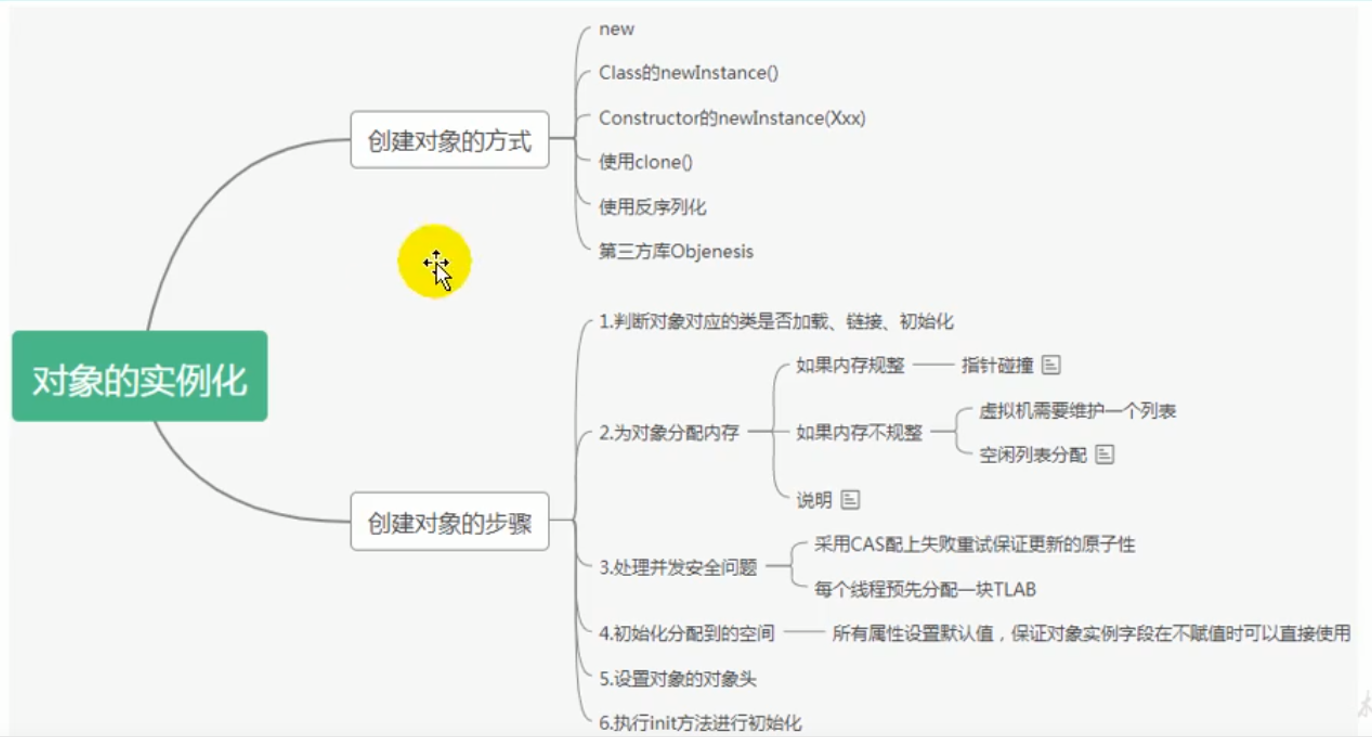 对象的实例化
创建对象的方式
new
Class的newInstance()
Constructor的newInstance(Xxx)
使用clone()
使用反序列化
第三方库Objenesis
创建对象的步骤
1.判断对象对应的类是否加载、链接、初始化
2.为对象分配内存
如果内存规整
指针碰撞
如果内存不规整
虚拟机需要维护一个列表
空闲列表分配
说明
3.处理并发安全问题
采用CAS配上失败重试保证更新的原子性
每个线程预先分配一块TLAB
4.初始化分配到的空间
所有属性设置默认值，保证对象实例字段在不赋值时可以直接使用
5.设置对象的对象头
6.执行init方法进行初始化